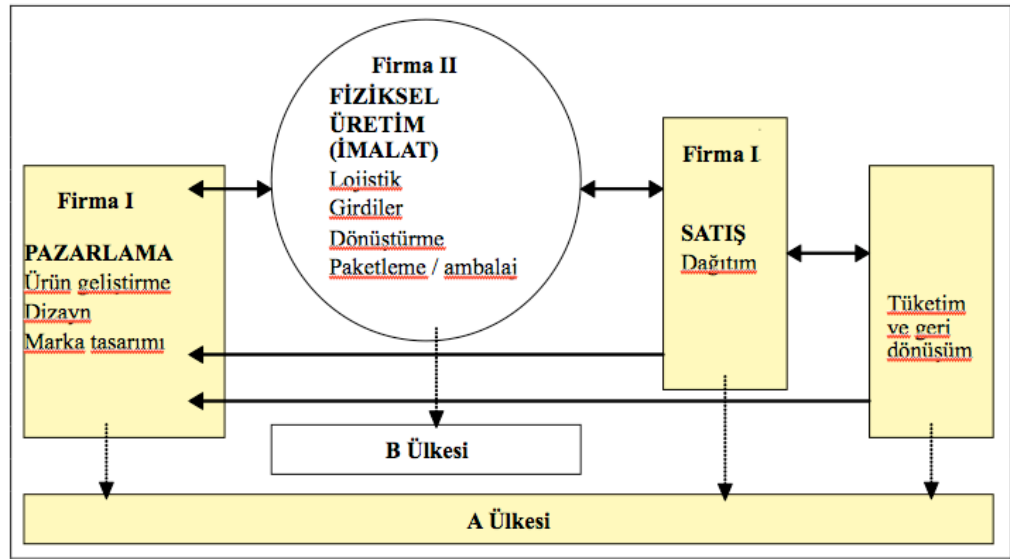 Firma I
PAZARLAMA
Ürün geliştirme
Dizayn
Marka tasarımı
Firma II
FİZİKSEL
ÜRETİM
(İMALAT)
Lojistik
Girdiler
Dönüştürme
Paketleme / ambalaj
Firma I
SATIŞ
Dağıtım
Tüketim
ve geri
dönüşüm
B Ülkesi
A Ülkesi